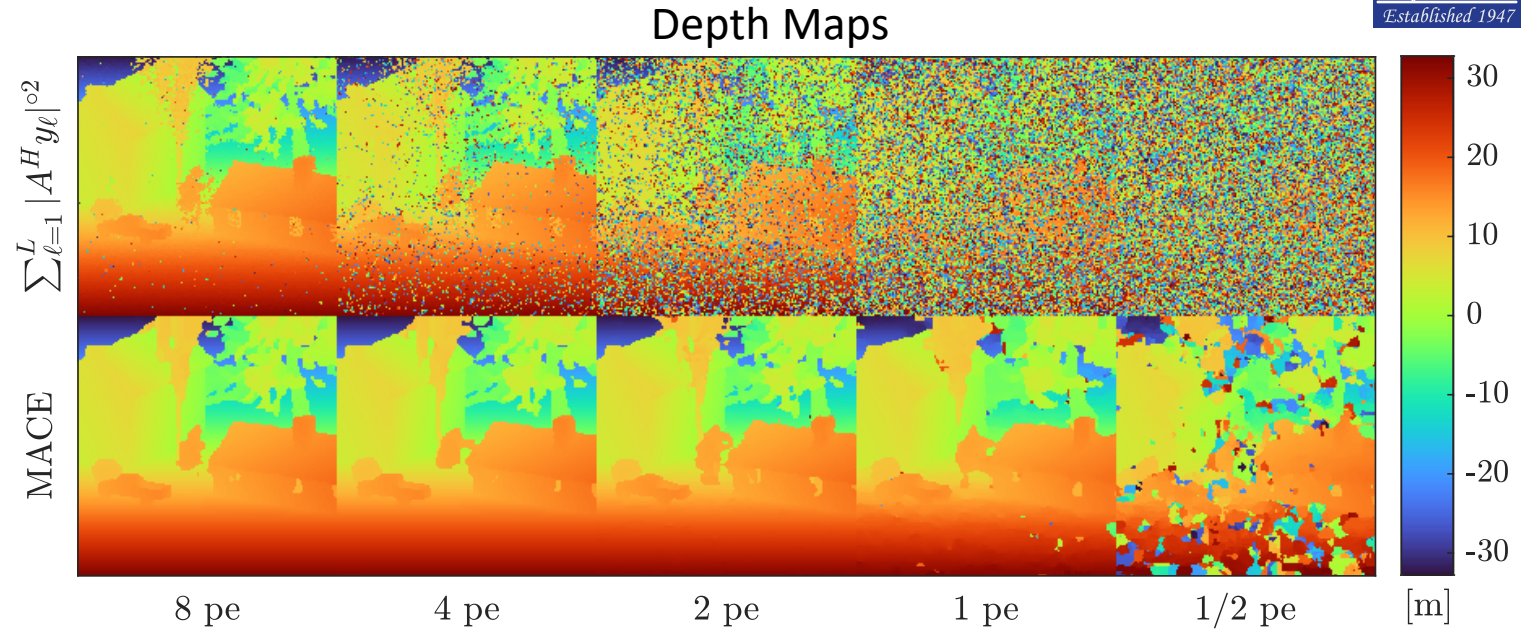 Depth Maps
Established 1947
∑_{ℓ=1}^{L} |A^H y_ℓ|^{∘2}
MACE
30
20
10
0
-10
-20
-30
8 pe
4 pe
2 pe
1 pe
1/2 pe
[m]